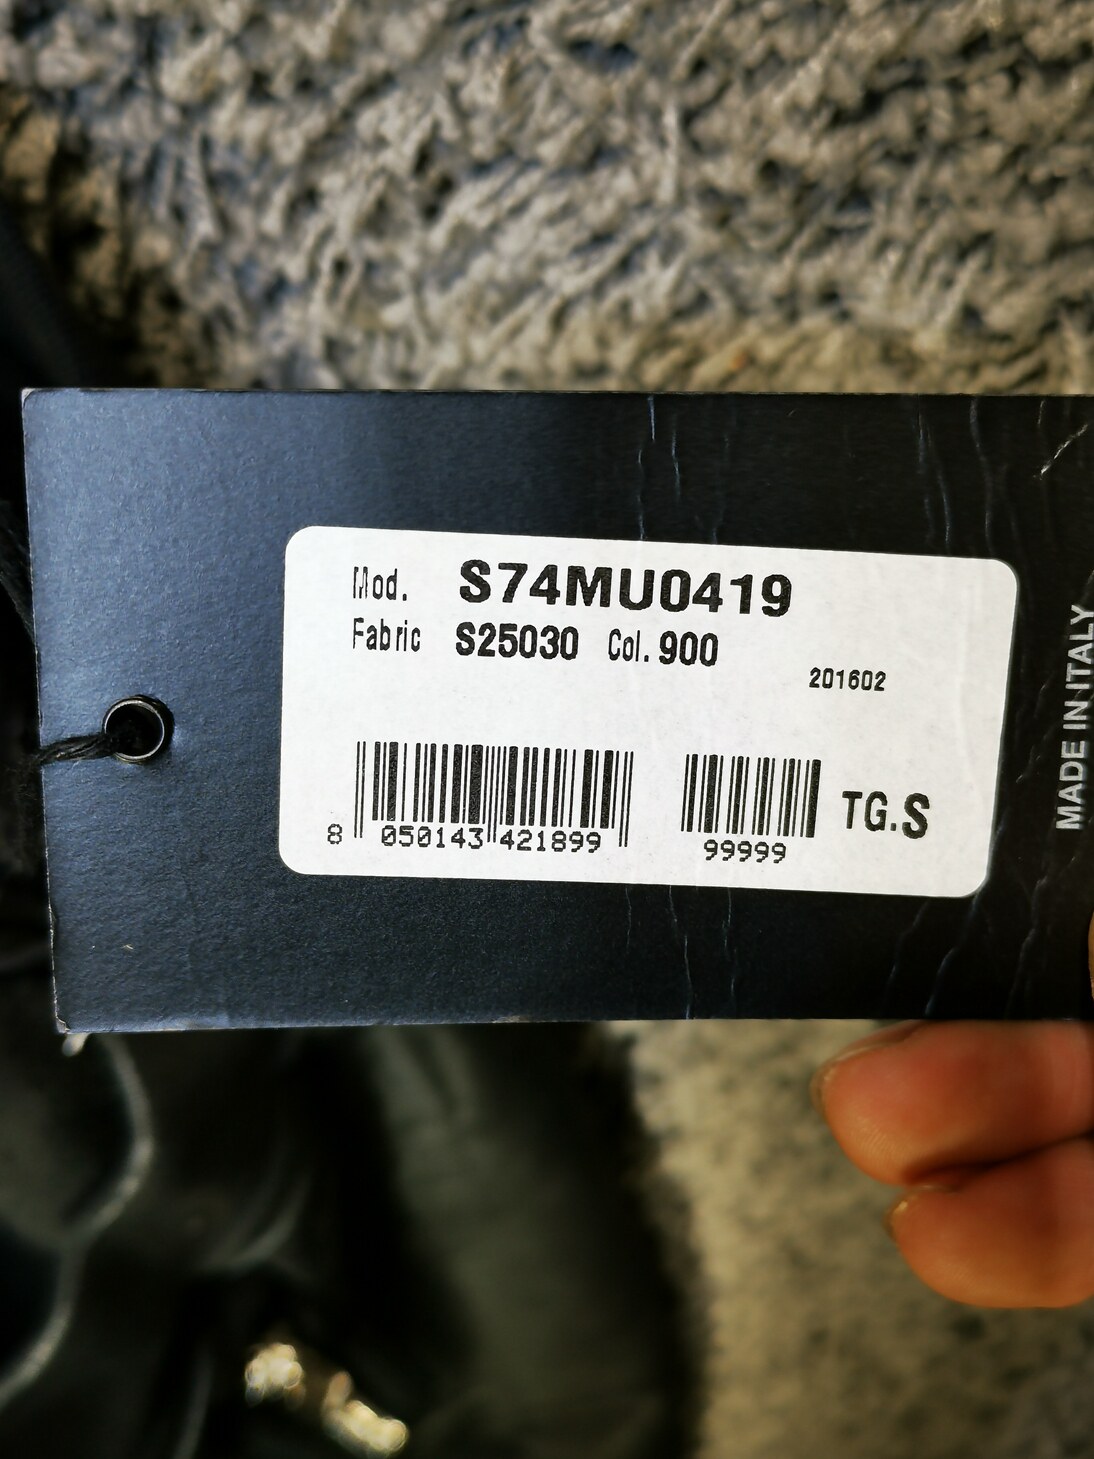 Mod. S74MU0419
Fabric S25030 Col. 900
201602
8 050143 421899
99999
TG.S
MADE IN ITALY